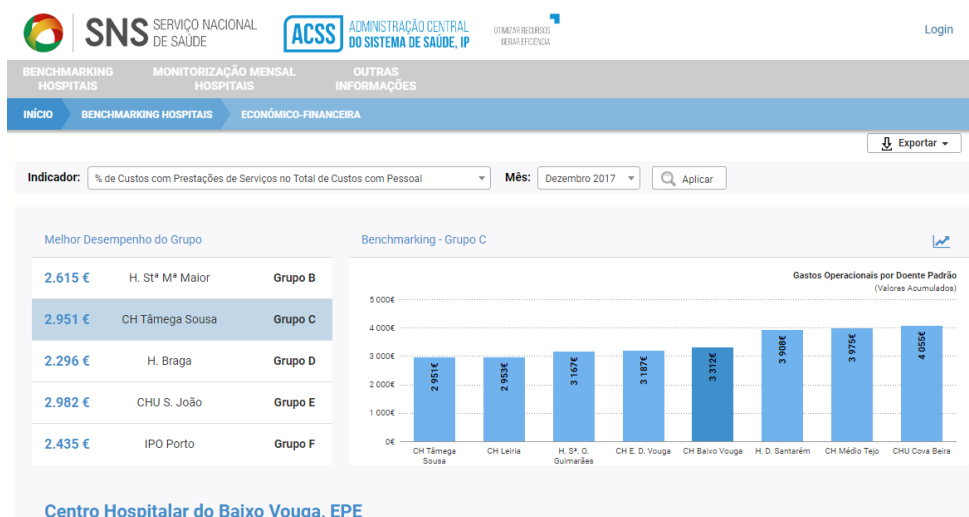 SNS SERVIÇO NACIONAL
DE SAÚDE
ACSS ADMINISTRAÇÃO CENTRAL
DO SISTEMA DE SAÚDE, IP
OTIMIZAR RECURSOS
GERAR EFICIÊNCIA
Login
BENCHMARKING
HOSPITAIS
MONITORIZAÇÃO MENSAL
HOSPITAIS
OUTRAS
INFORMAÇÕES
INÍCIO BENCHMARKING HOSPITAIS ECONÓMICO-FINANCEIRA
Exportar
Indicador: % de Custos com Prestações de Serviços no Total de Custos com Pessoal Mês: Dezembro 2017 Aplicar
Melhor Desempenho do Grupo
2.615 € H. Stª Mª Maior Grupo B
2.951 € CH Tâmega Sousa Grupo C
2.296 € H. Braga Grupo D
2.982 € CHU S. João Grupo E
2.435 € IPO Porto Grupo F
Benchmarking - Grupo C
Gastos Operacionais por Doente Padrão
(Valores Acumulados)
5 000€
4 000€
3 000€
2 000€
1 000€
0€
2 951€
2 953€
3 167€
3 187€
3 312€
3 908€
3 975€
4 055€
CH Tâmega
Sousa
CH Leiria
H. Sª. O.
Guimarães
CH E. D. Vouga
CH Baixo Vouga
H. D. Santarém
CH Médio Tejo
CHU Cova Beira
Centro Hospitalar do Baixo Vouga, EPE